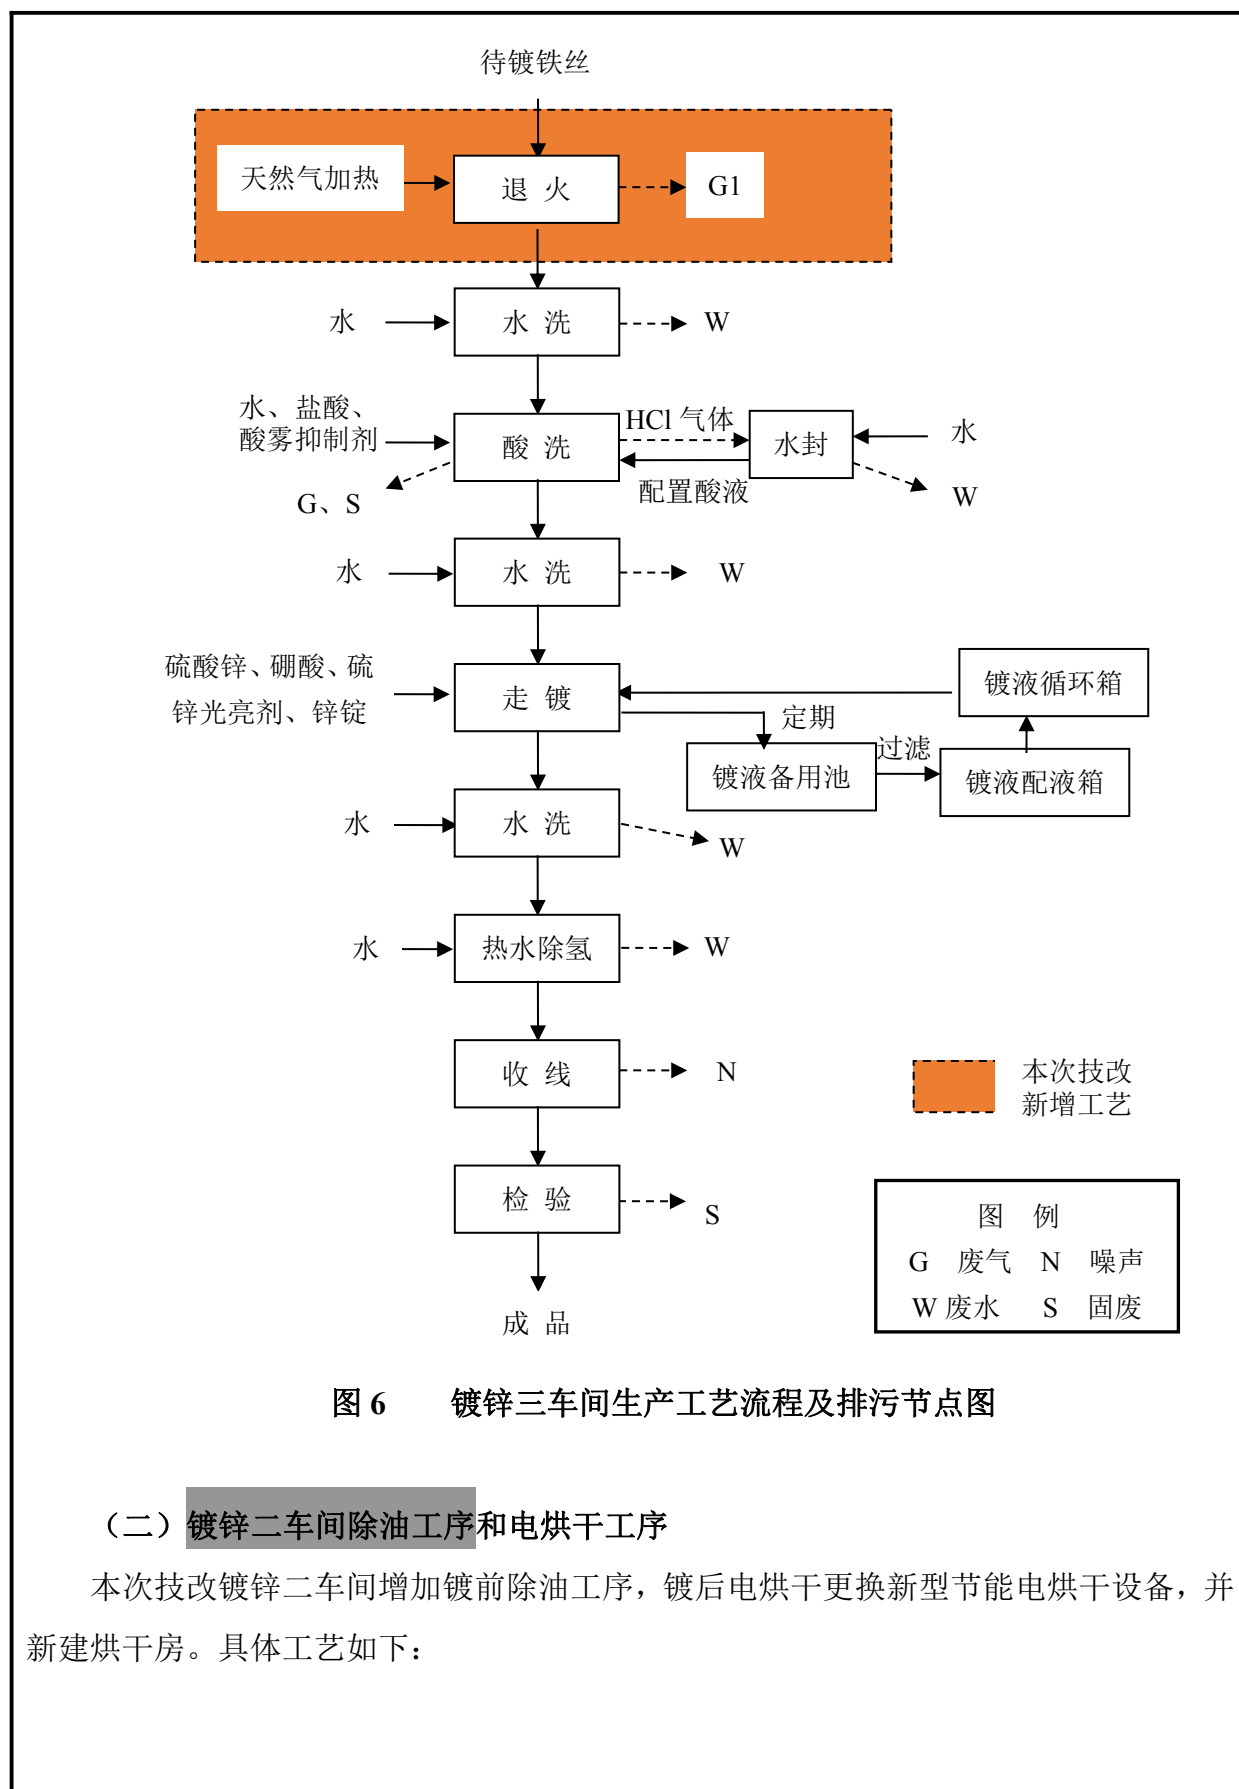 待镀铁丝
天然气加热
退 火
G1
水
水 洗
W
水、盐酸、
酸雾抑制剂
酸 洗
HCl 气体
水封
水
配置酸液
W
G、S
水
水 洗
W
硫酸锌、硼酸、硫
锌光亮剂、锌锭
走 镀
镀液循环箱
定期
镀液备用池
过滤
镀液配液箱
水
水 洗
W
水
热水除氢
W
收 线
N
本次技改
新增工艺
检 验
S
图 例
G 废气 N 噪声
W 废水 S 固废
成 品
图 6 镀锌三车间生产工艺流程及排污节点图
（二）镀锌二车间除油工序和电烘干工序
本次技改镀锌二车间增加镀前除油工序，镀后电烘干更换新型节能电烘干设备，并
新建烘干房。具体工艺如下：